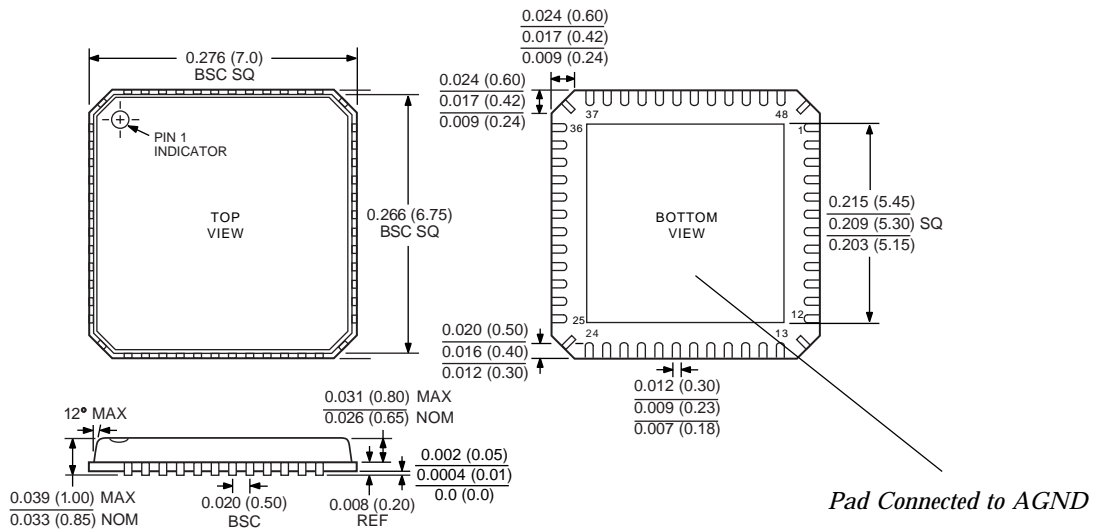 0.276 (7.0)
BSC SQ
PIN 1
INDICATOR
TOP
VIEW
0.266 (6.75)
BSC SQ
0.024 (0.60)
0.017 (0.42)
0.009 (0.24)
0.024 (0.60)
0.017 (0.42)
0.009 (0.24)
37
48
36
1
BOTTOM
VIEW
0.215 (5.45)
0.209 (5.30) SQ
0.203 (5.15)
25
12
24
13
0.020 (0.50)
0.016 (0.40)
0.012 (0.30)
0.012 (0.30)
0.009 (0.23)
0.007 (0.18)
12° MAX
0.031 (0.80) MAX
0.026 (0.65) NOM
0.002 (0.05)
0.0004 (0.01)
0.0 (0.0)
0.039 (1.00) MAX
0.033 (0.85) NOM
0.020 (0.50)
BSC
0.008 (0.20)
REF
Pad Connected to AGND